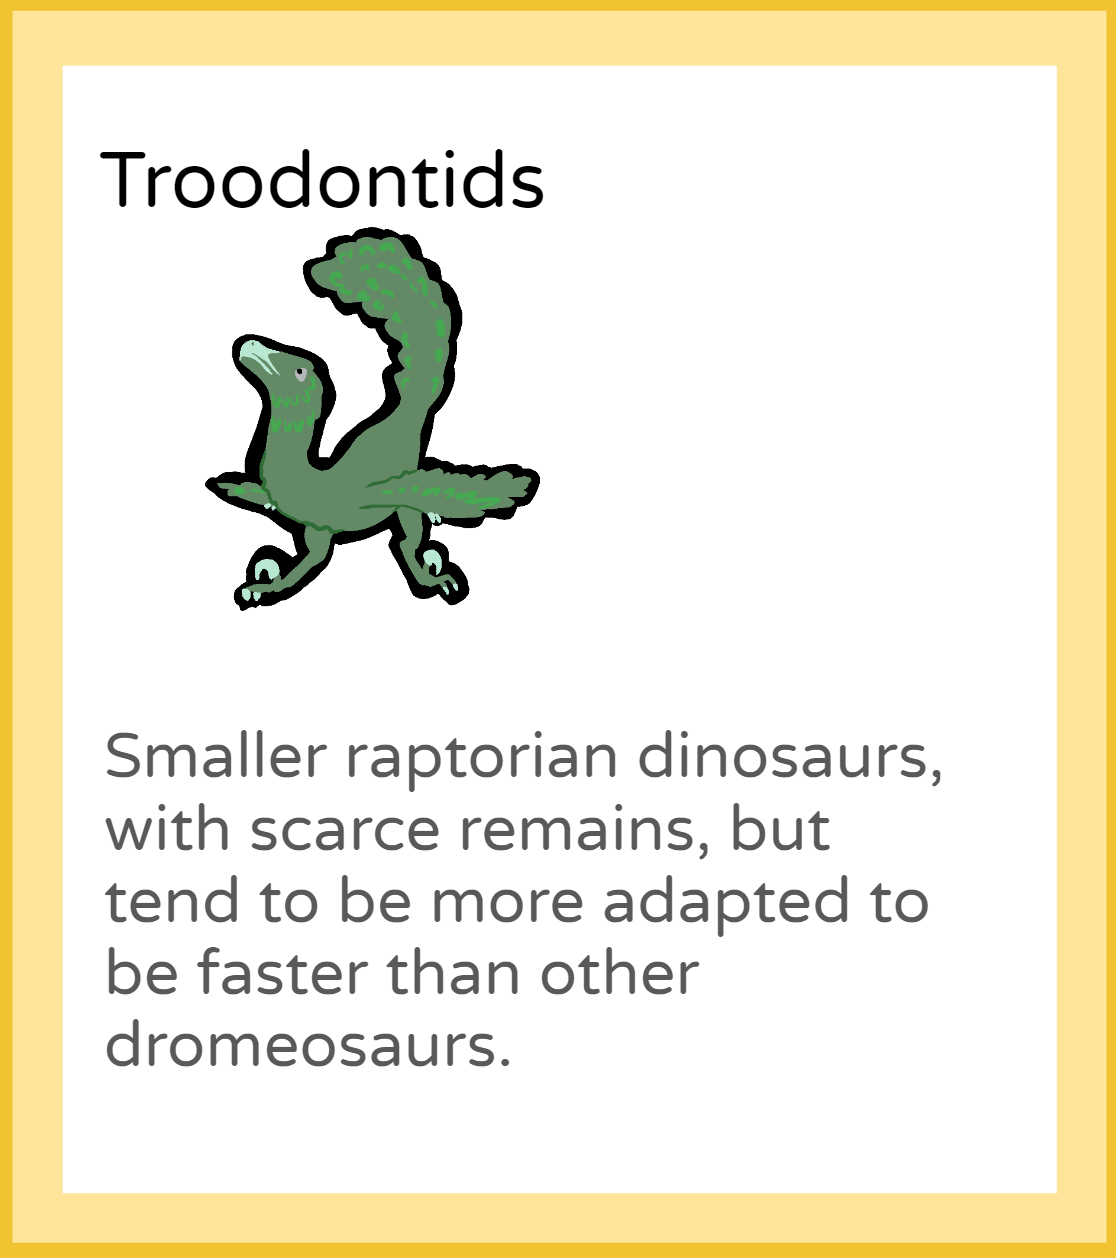 Troodontids
Smaller raptorian dinosaurs,
with scarce remains, but
tend to be more adapted to
be faster than other
dromeosaurs.